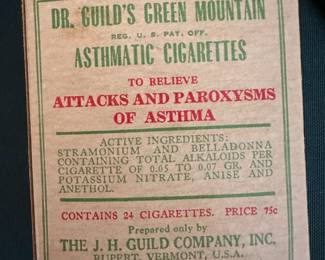 DR. GUILD'S GREEN MOUNTAIN
REG. U. S. PAT. OFF.
ASTHMATIC CIGARETTES
TO RELIEVE
ATTACKS AND PAROXYSMS
OF ASTHMA
ACTIVE INGREDIENTS:
STRAMONIUM AND BELLADONNA
CONTAINING TOTAL ALKALOIDS PER
CIGARETTE OF 0.05 TO 0.07 GR. AND
POTASSIUM NITRATE, ANISE AND
ANETHOL.
CONTAINS 24 CIGARETTES. PRICE 75c
Prepared only by
THE J. H. GUILD COMPANY, INC.
RUPERT, VERMONT, U.S.A.